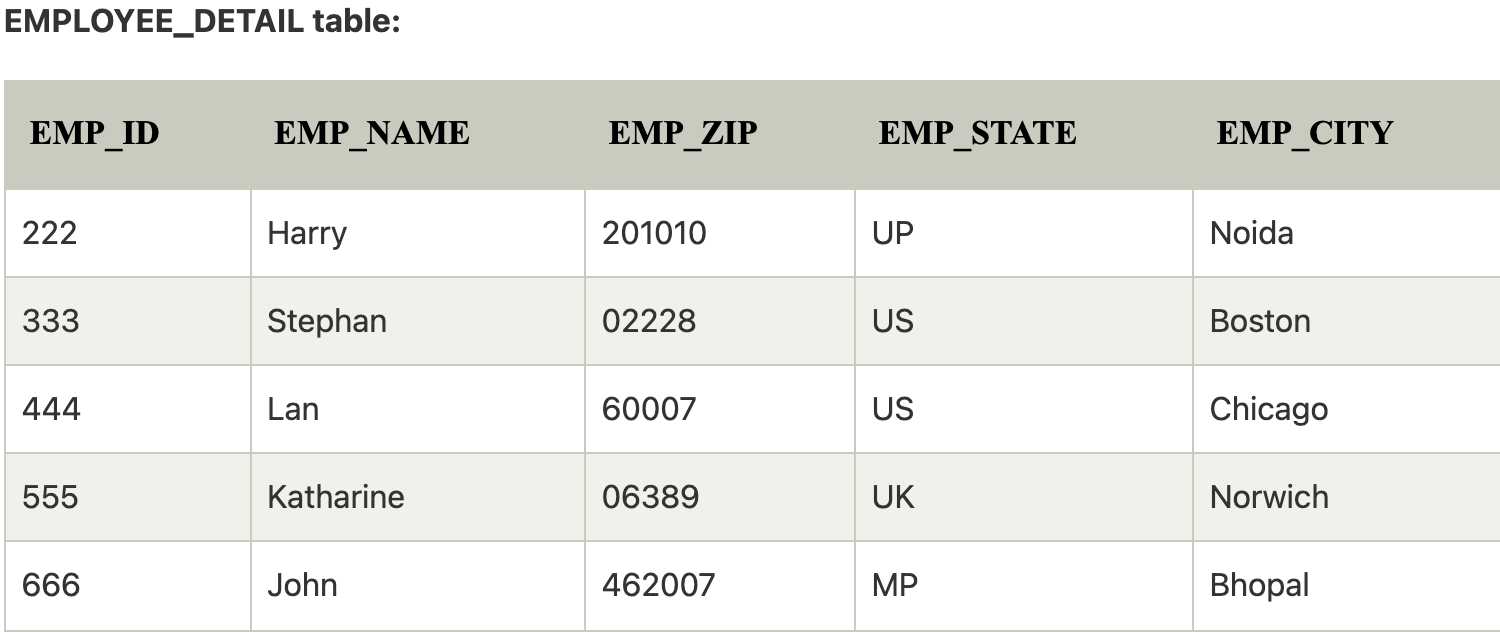 EMPLOYEE_DETAIL table:
EMP_ID EMP_NAME EMP_ZIP EMP_STATE EMP_CITY
222 Harry 201010 UP Noida
333 Stephan 02228 US Boston
444 Lan 60007 US Chicago
555 Katharine 06389 UK Norwich
666 John 462007 MP Bhopal